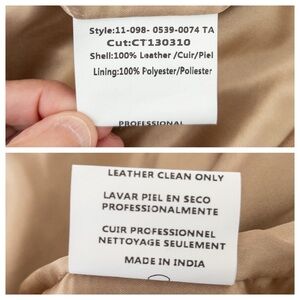 Style:11-098- 0539-0074 TA
Cut:CT130310
Shell:100% Leather /Cuir/Piel
Lining:100% Polyester/Poliester
PROFESSIONAL
LEATHER CLEAN ONLY
LAVAR PIEL EN SECO
PROFESSIONALMENTE
CUIR PROFESSIONNEL
NETTOYAGE SEULEMENT
MADE IN INDIA